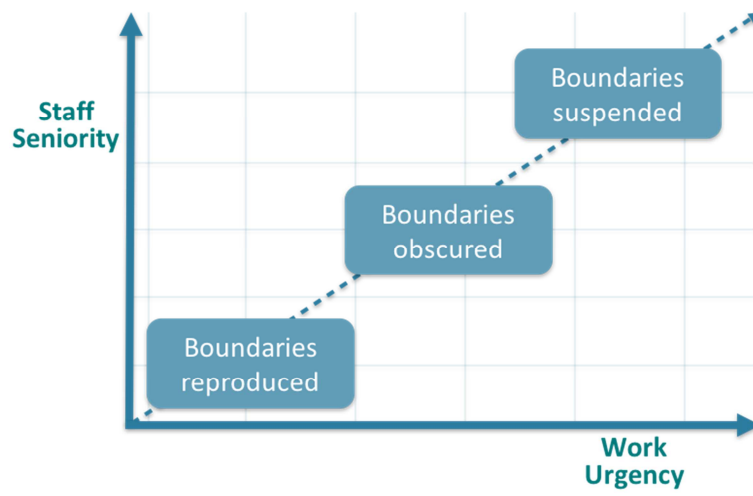 Boundaries
suspended
Staff
Seniority
Boundaries
obscured
Boundaries
reproduced
Work
Urgency